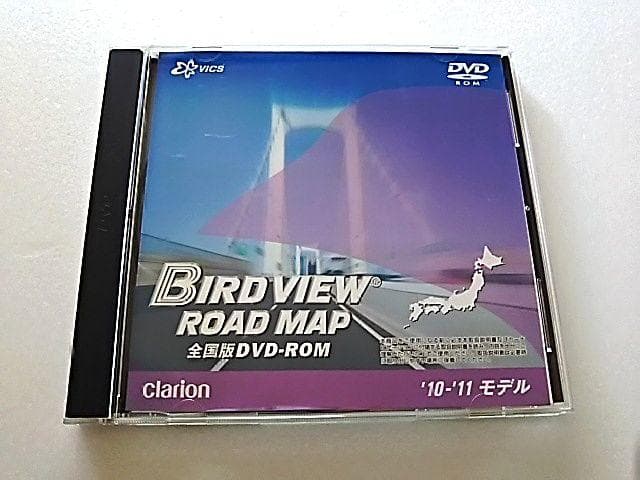 VICS
DVD
ROM
BIRDVIEW®
ROAD MAP
全国版DVD-ROM
Clarion
'10-'11 モデル